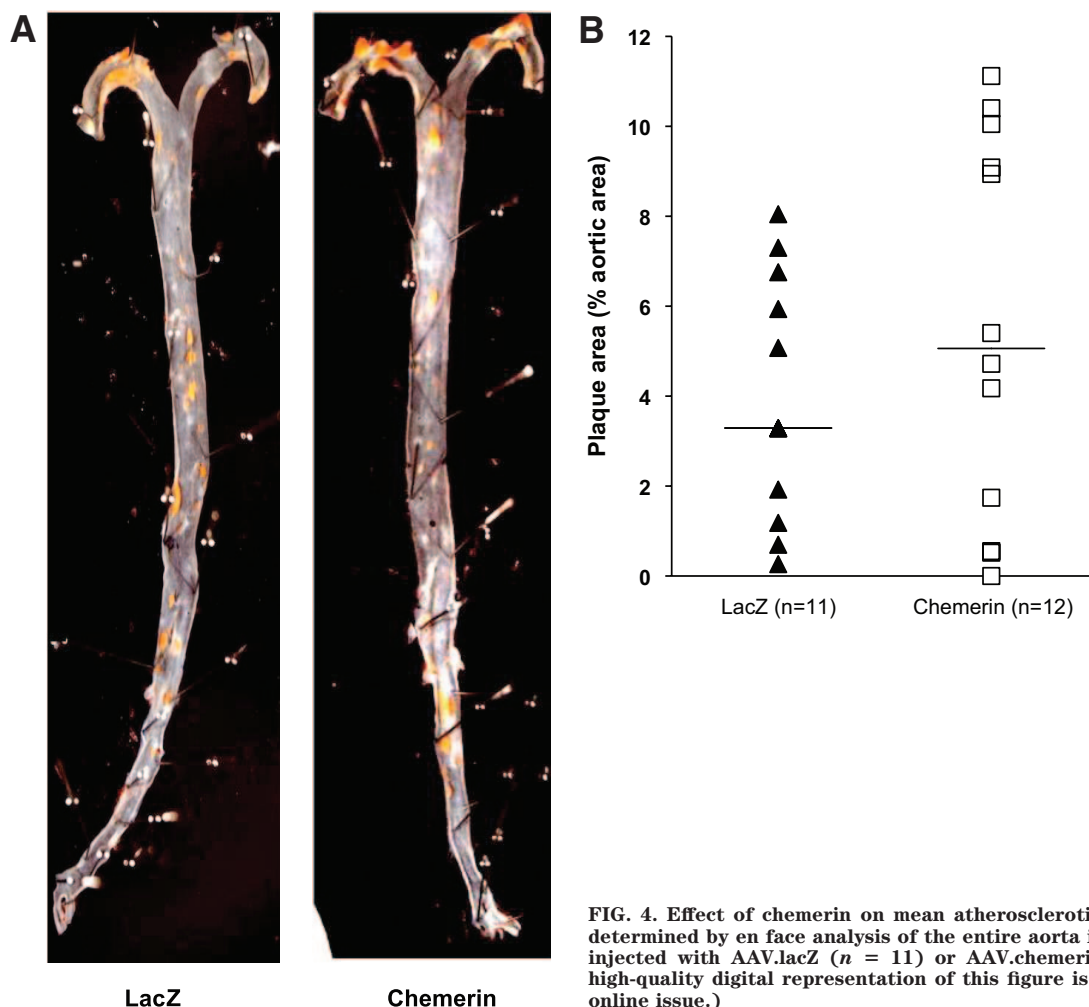 A
B
12
10
8
6
4
2
0
Plaque area (% aortic area)
LacZ (n=11)
Chemerin (n=12)
LacZ
Chemerin
FIG. 4. Effect of chemerin on mean atheroscleroti
determined by en face analysis of the entire aorta i
injected with AAV.lacZ (n = 11) or AAV.chemeri
high-quality digital representation of this figure is
online issue.)